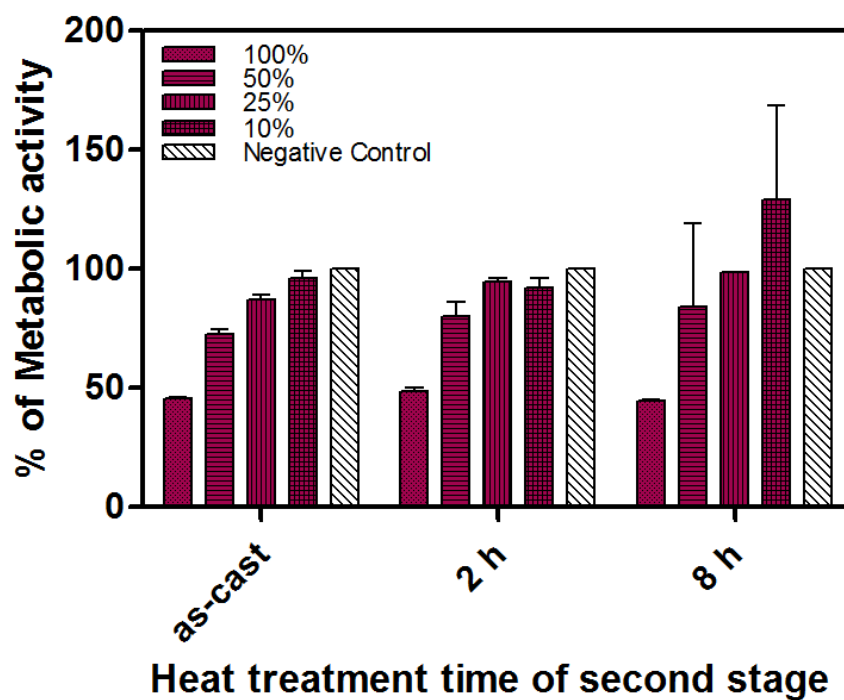 % of Metabolic activity
200
150
100
50
0
100%
50%
25%
10%
Negative Control
as-cast
2 h
8 h
Heat treatment time of second stage